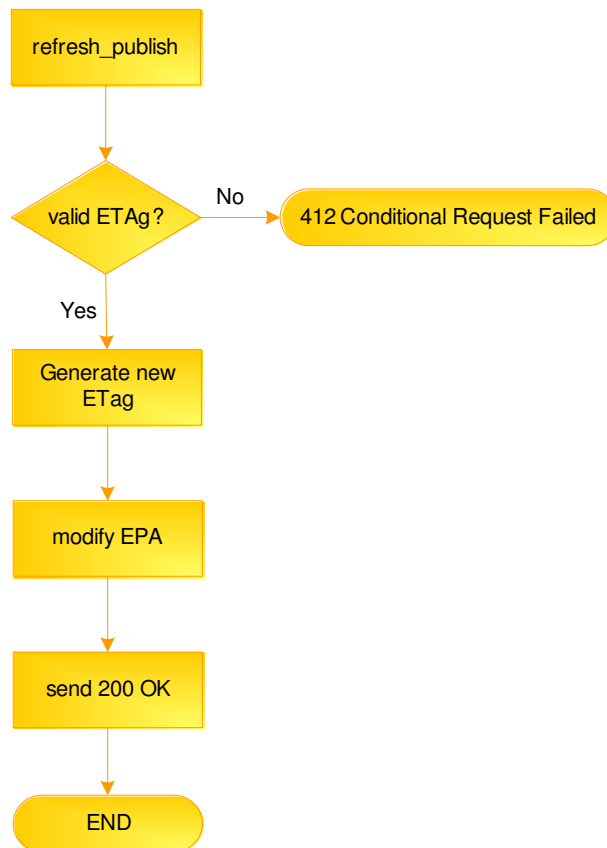 refresh_publish
valid ETAg?
No
412 Conditional Request Failed
Yes
Generate new
ETag
modify EPA
send 200 OK
END